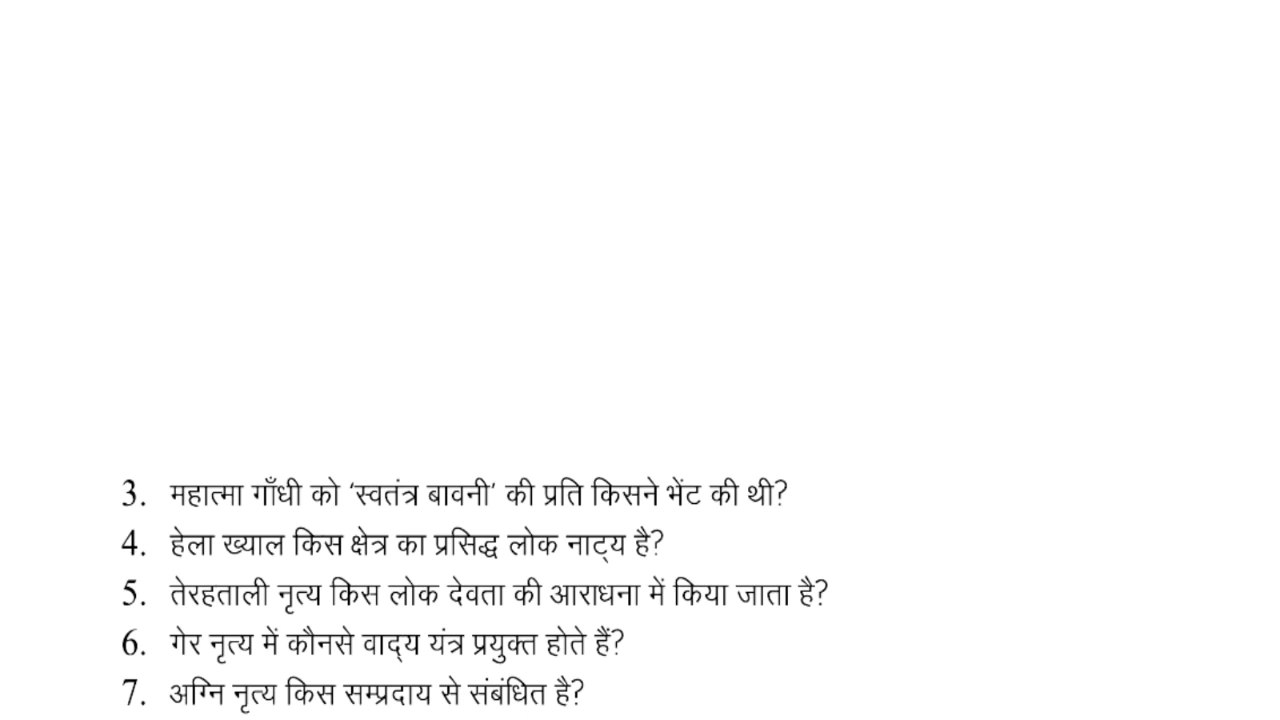 3. महात्मा गाँधी को ‘स्वतंत्र बावनी’ की प्रति किसने भेंट की थी?
4. हेला ख्याल किस क्षेत्र का प्रसिद्ध लोक नाट्य है?
5. तेरहताली नृत्य किस लोक देवता की आराधना में किया जाता है?
6. गेर नृत्य में कौनसे वाद्य यंत्र प्रयुक्त होते हैं?
7. अग्नि नृत्य किस सम्प्रदाय से संबंधित है?